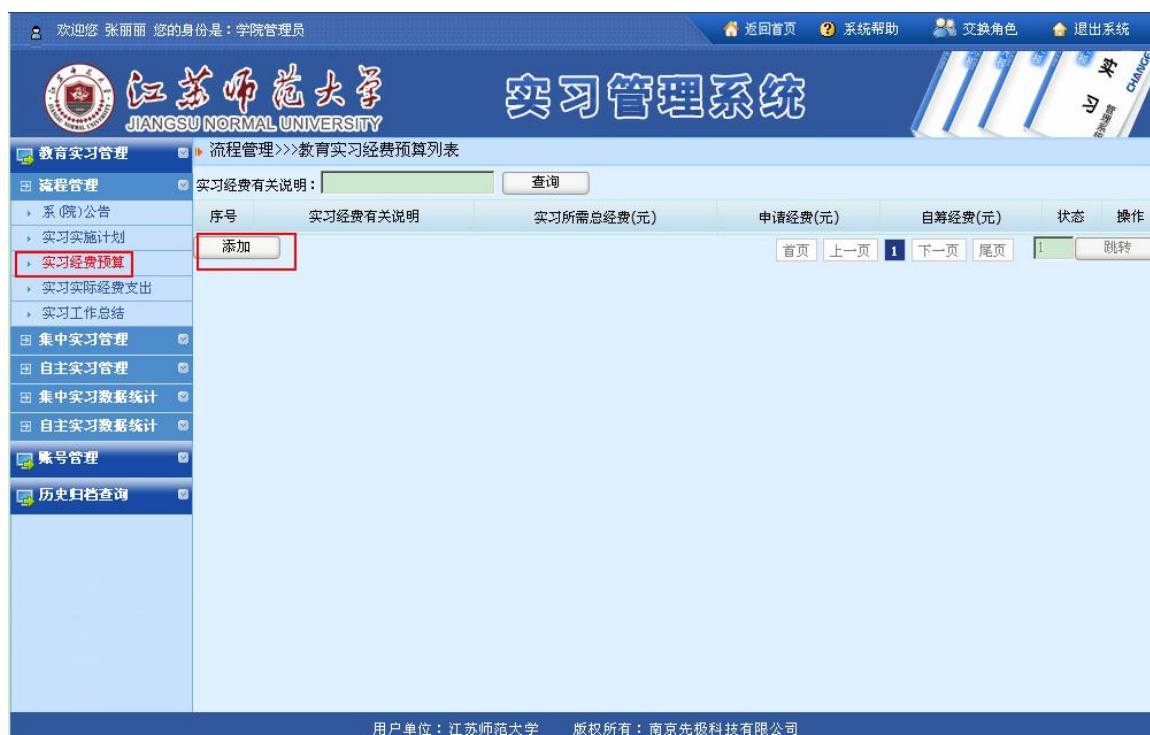 欢迎您 张丽丽 您的身份是：学院管理员 返回首页 系统帮助 交换角色 退出系统
江苏师范大学 实习管理系统
JIANGSU NORMAL UNIVERSITY
实习
管理系统
CHANGE
教育实习管理
流程管理>>>教育实习经费预算列表
流程管理
实习经费有关说明： 查询
系(院)公告
序号 实习经费有关说明 实习所需总经费(元) 申请经费(元) 自筹经费(元) 状态 操作
实习实施计划
添加 首页 上一页 1 下一页 尾页 1 跳转
实习经费预算
实习实际经费支出
实习工作总结
集中实习管理
自主实习管理
集中实习数据统计
自主实习数据统计
账号管理
历史归档查询
用户单位：江苏师范大学 版权所有：南京先极科技有限公司